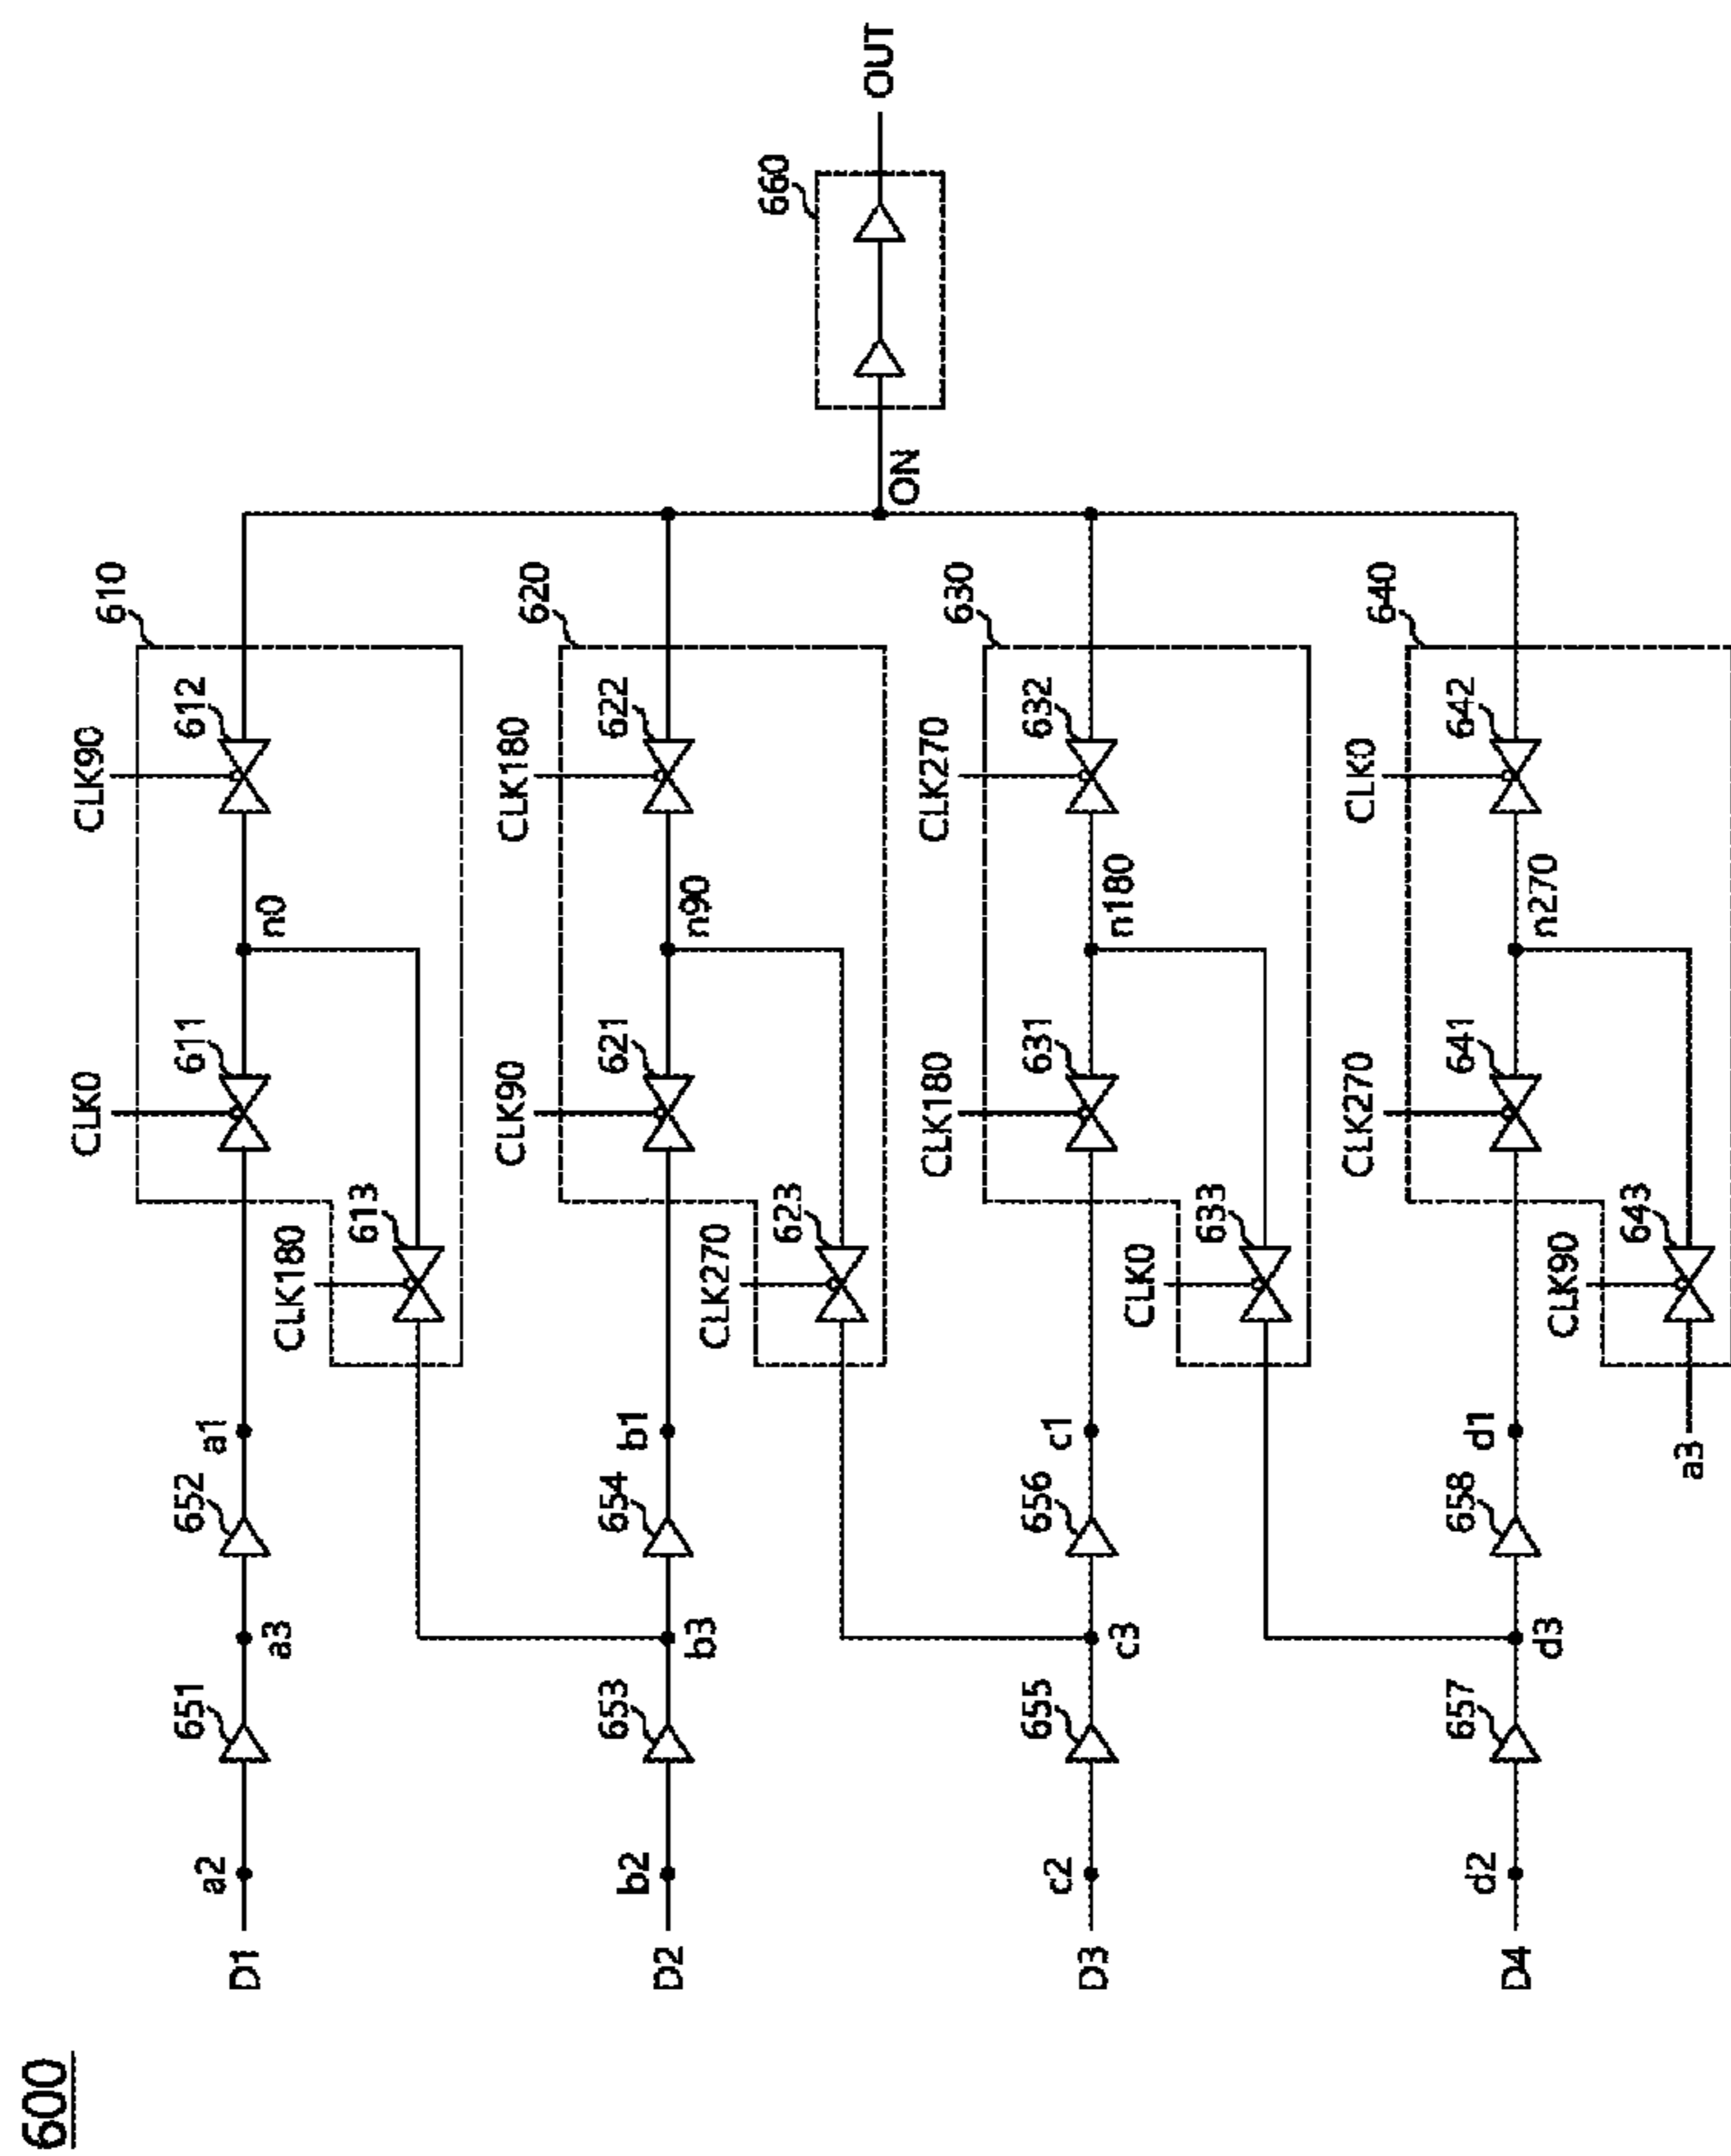 600
D1
a2
651
a3
652
a1
CLK0
611
n0
CLK90
612
610
CLK180
613
D2
b2
653
b3
654
b1
CLK90
621
n90
CLK180
622
620
CLK270
623
D3
c2
655
c3
656
c1
CLK180
631
n180
CLK270
632
630
CLK0
633
D4
d2
657
d3
658
d1
CLK270
641
n270
CLK0
642
640
a3
CLK90
643
ON
660
OUT